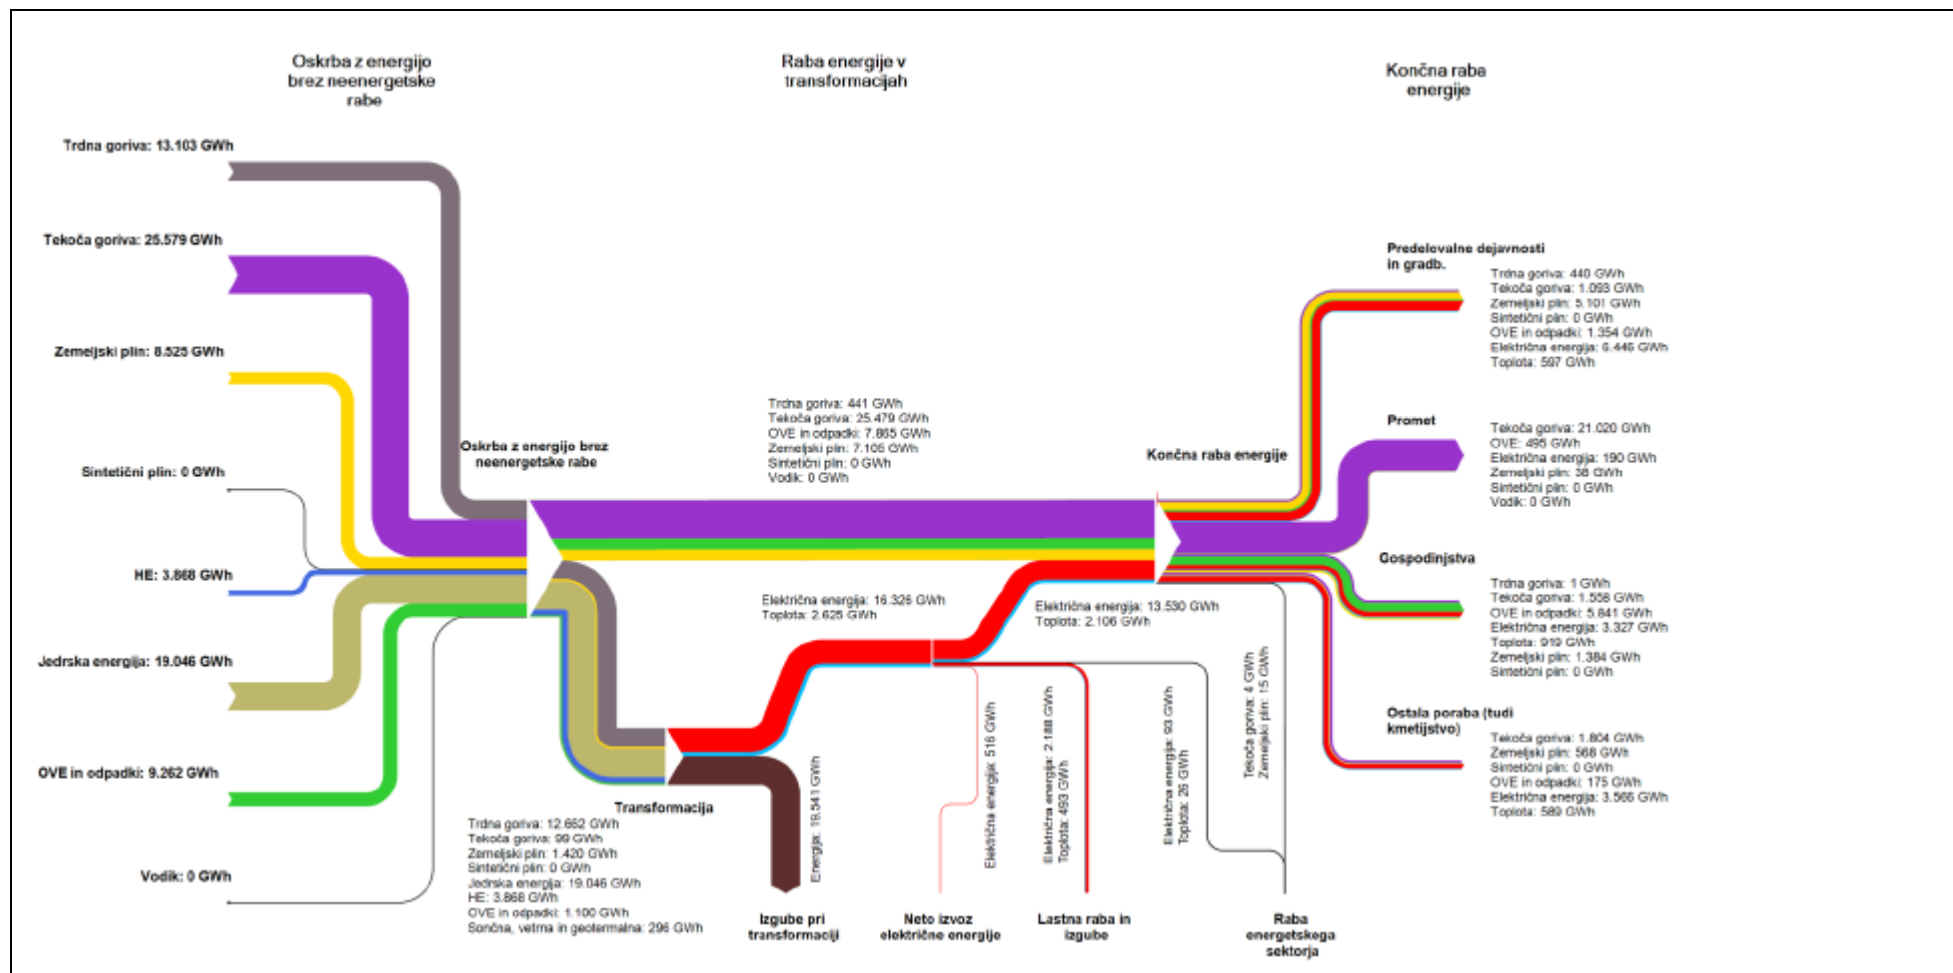 Oskrba z energijo
brez neenergetske
rabe
Raba energije v
transformacijah
Končna raba
energije
Trdna goriva: 13.103 GWh
Tekoča goriva: 25.579 GWh
Zemeljski plin: 8.525 GWh
Sintetični plin: 0 GWh
HE: 3.868 GWh
Jedrska energija: 19.046 GWh
OVE in odpadki: 9.262 GWh
Vodik: 0 GWh
Oskrba z energijo brez
neenergetske rabe
Trdna goriva: 441 GWh
Tekoča goriva: 25.479 GWh
OVE in odpadki: 7.865 GWh
Zemeljski plin: 7.105 GWh
Sintetični plin: 0 GWh
Vodik: 0 GWh
Električna energija: 16.326 GWh
Toplota: 2.625 GWh
Električna energija: 13.530 GWh
Toplota: 2.106 GWh
Transformacija
Trdna goriva: 12.662 GWh
Tekoča goriva: 99 GWh
Zemeljski plin: 1.420 GWh
Sintetični plin: 0 GWh
Jedrska energija: 19.046 GWh
HE: 3.868 GWh
OVE in odpadki: 1.100 GWh
Sončna, vetrna in geotermalna: 296 GWh
Energija: 19.541 GWh
Izgube pri
transformaciji
Električna energija: 516 GWh
Neto izvoz
električne energije
Električna energija: 2.188 GWh
Toplota: 493 GWh
Lastna raba in
izgube
Električna energija: 93 GWh
Toplota: 26 GWh
Tekoča goriva: 4 GWh
Zemeljski plin: 15 GWh
Raba
energetskega
sektorja
Končna raba energije
Predelovalne dejavnosti
in gradb.
Trdna goriva: 440 GWh
Tekoča goriva: 1.093 GWh
Zemeljski plin: 5.101 GWh
Sintetični plin: 0 GWh
OVE in odpadki: 1.354 GWh
Električna energija: 6.446 GWh
Toplota: 597 GWh
Promet
Tekoča goriva: 21.020 GWh
OVE: 495 GWh
Električna energija: 190 GWh
Zemeljski plin: 38 GWh
Sintetični plin: 0 GWh
Vodik: 0 GWh
Gospodinjstva
Trdna goriva: 1 GWh
Tekoča goriva: 1.558 GWh
OVE in odpadki: 5.841 GWh
Električna energija: 3.327 GWh
Toplota: 919 GWh
Zemeljski plin: 1.384 GWh
Sintetični plin: 0 GWh
Ostala poraba (tudi
kmetijstvo)
Tekoča goriva: 1.804 GWh
Zemeljski plin: 568 GWh
Sintetični plin: 0 GWh
OVE in odpadki: 175 GWh
Električna energija: 3.566 GWh
Toplota: 589 GWh